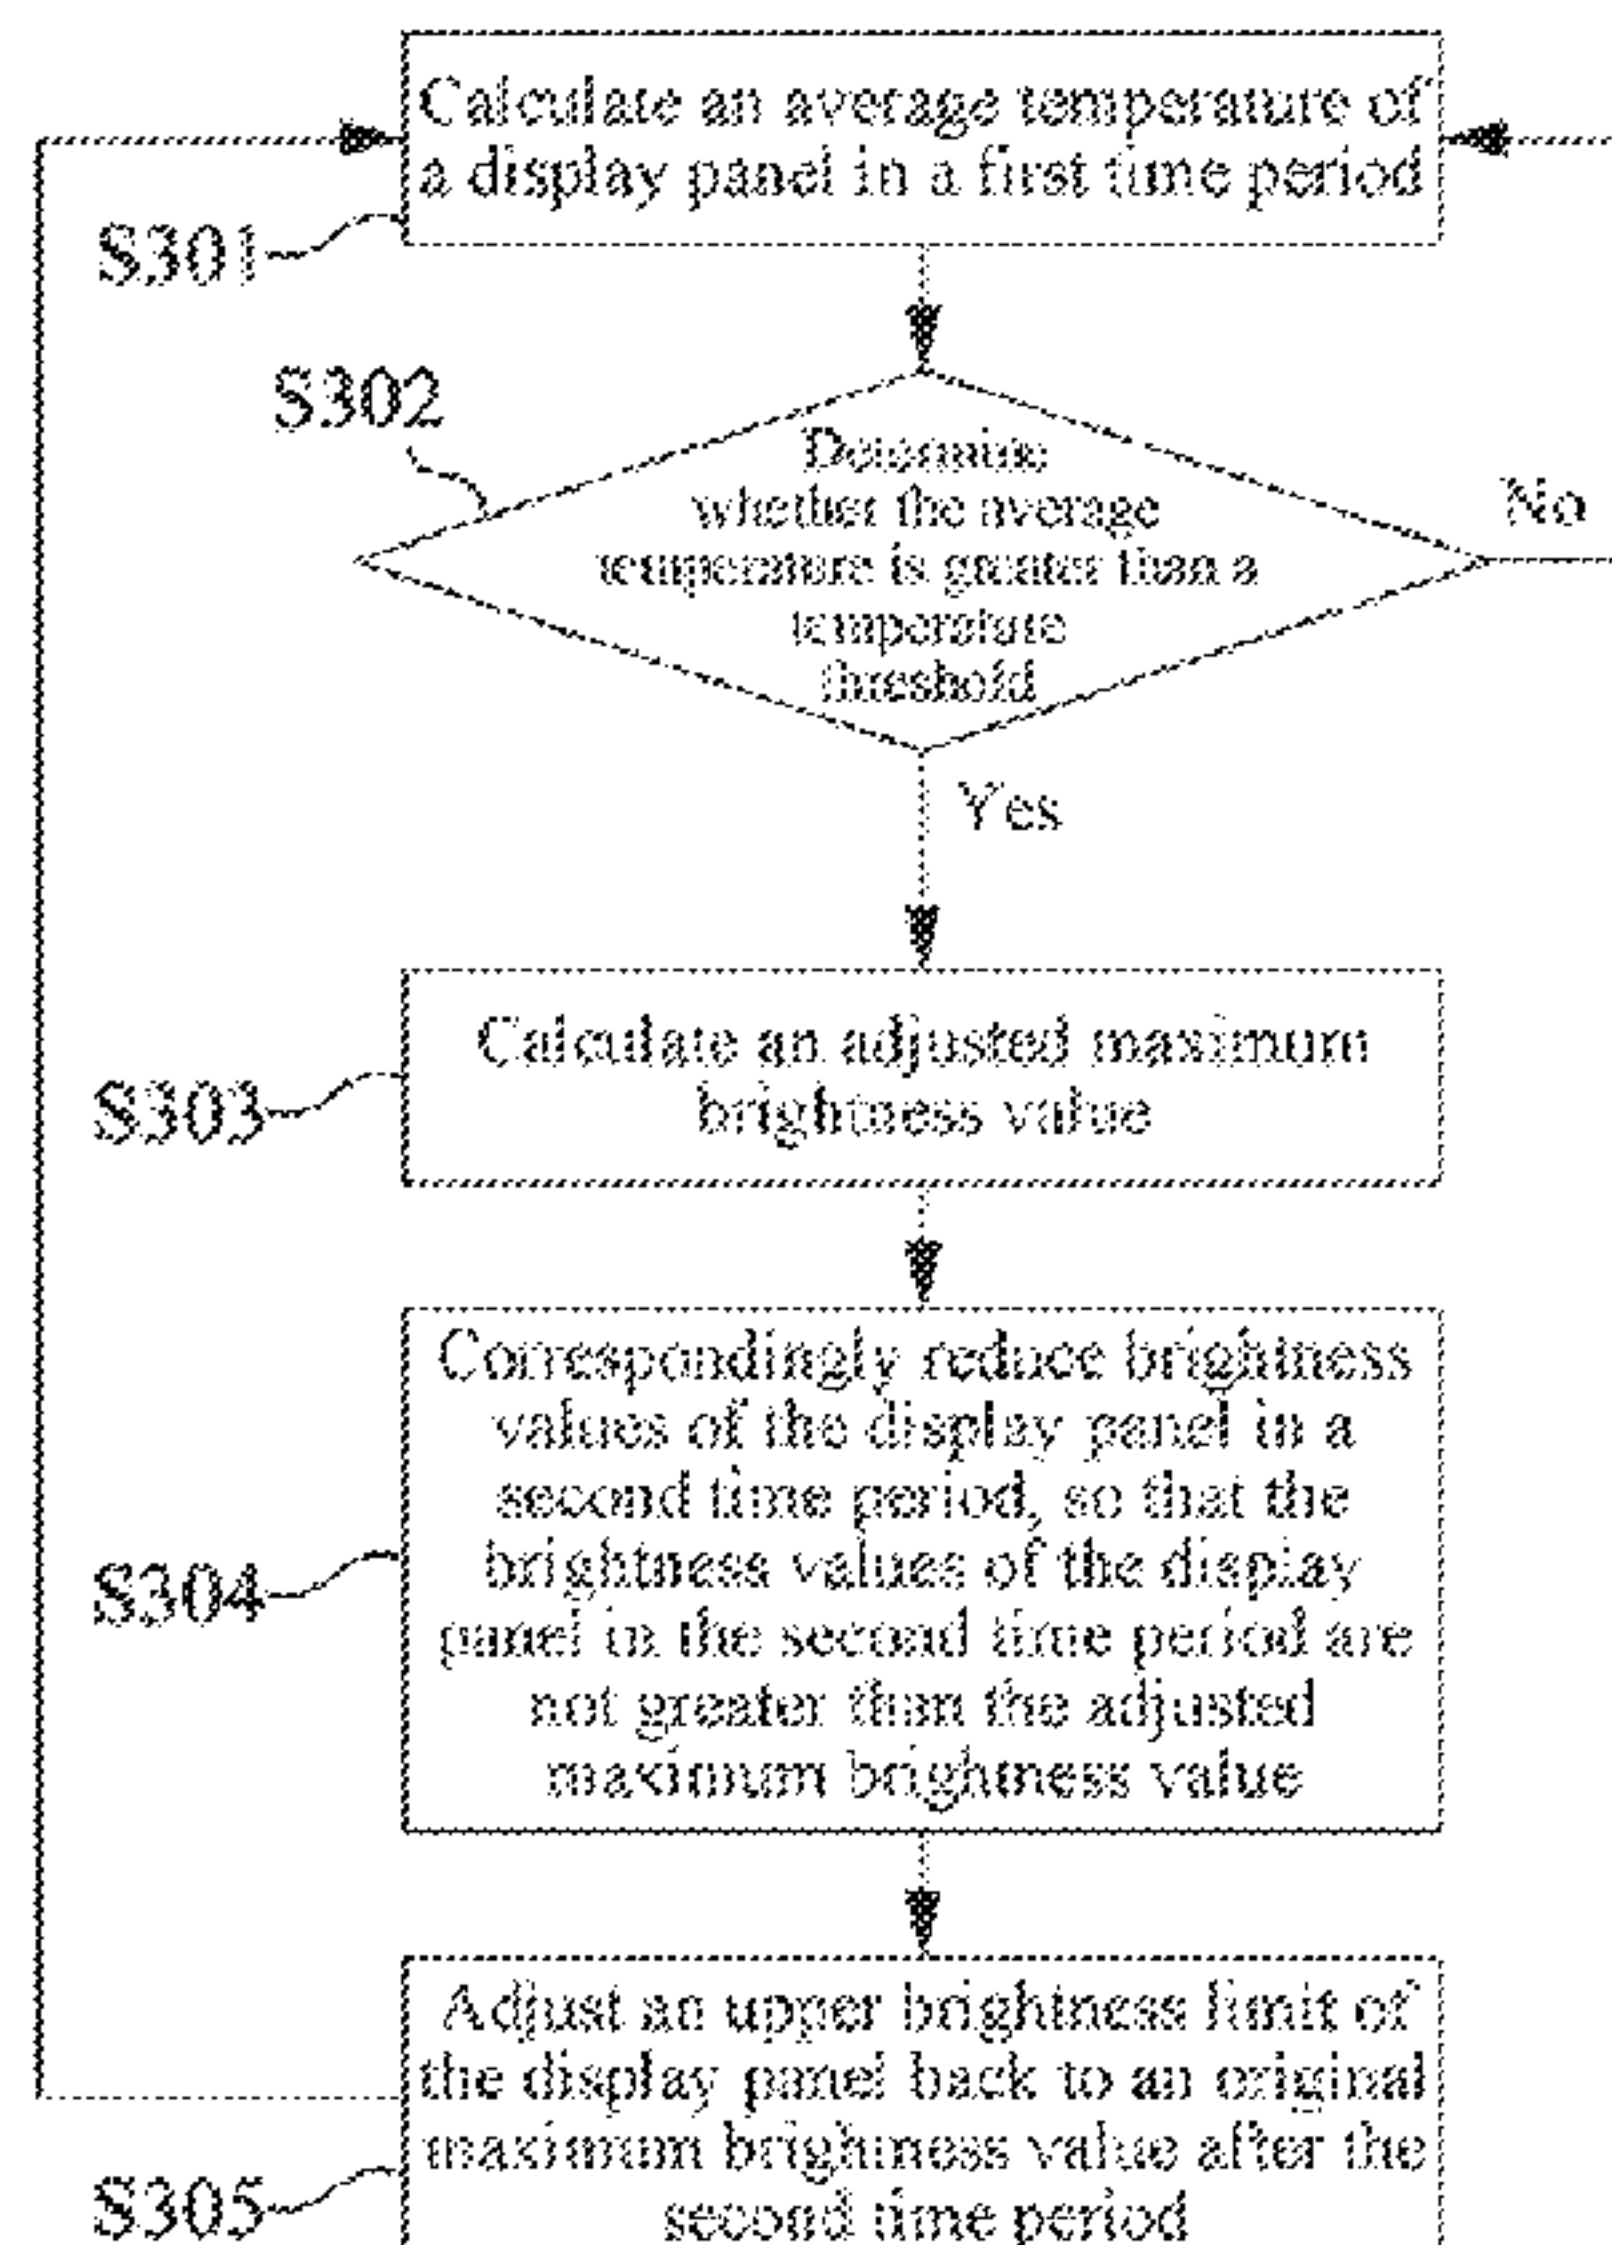 Calculate an average temperature of
a display panel in a first time period
S301
S302
Determine
whether the average
temperature is greater than a
temperature
threshold
No
Yes
Calculate an adjusted maximum
brightness value
S303
Correspondingly reduce brightness
values of the display panel in a
second time period, so that the
brightness values of the display
panel in the second time period are
not greater than the adjusted
maximum brightness value
S304
Adjust an upper brightness limit of
the display panel back to an original
maximum brightness value after the
second time period
S305